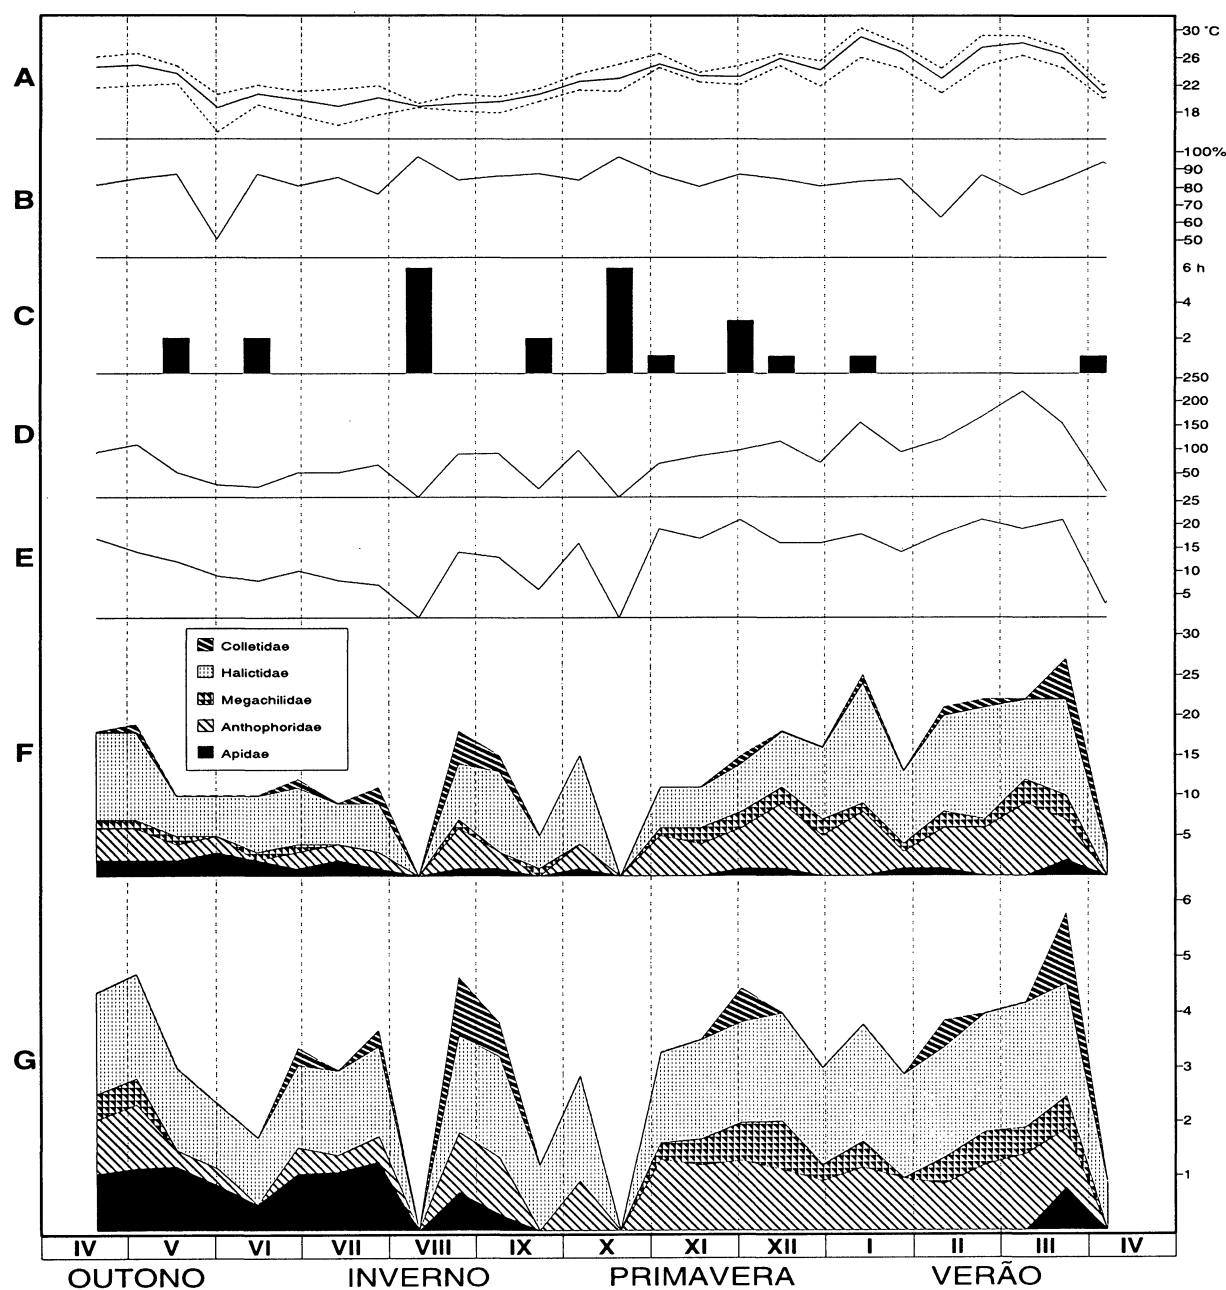 A
30 °C
26
22
18
B
100%
90
80
70
60
50
C
6 h
4
2
D
250
200
150
100
50
E
25
20
15
10
5
F
Colletidae
Halictidae
Megachilidae
Anthophoridae
Apidae
30
25
20
15
10
5
G
6
5
4
3
2
1
IV V VI VII VIII IX X XI XII I II III IV
OUTONO INVERNO PRIMAVERA VERÃO